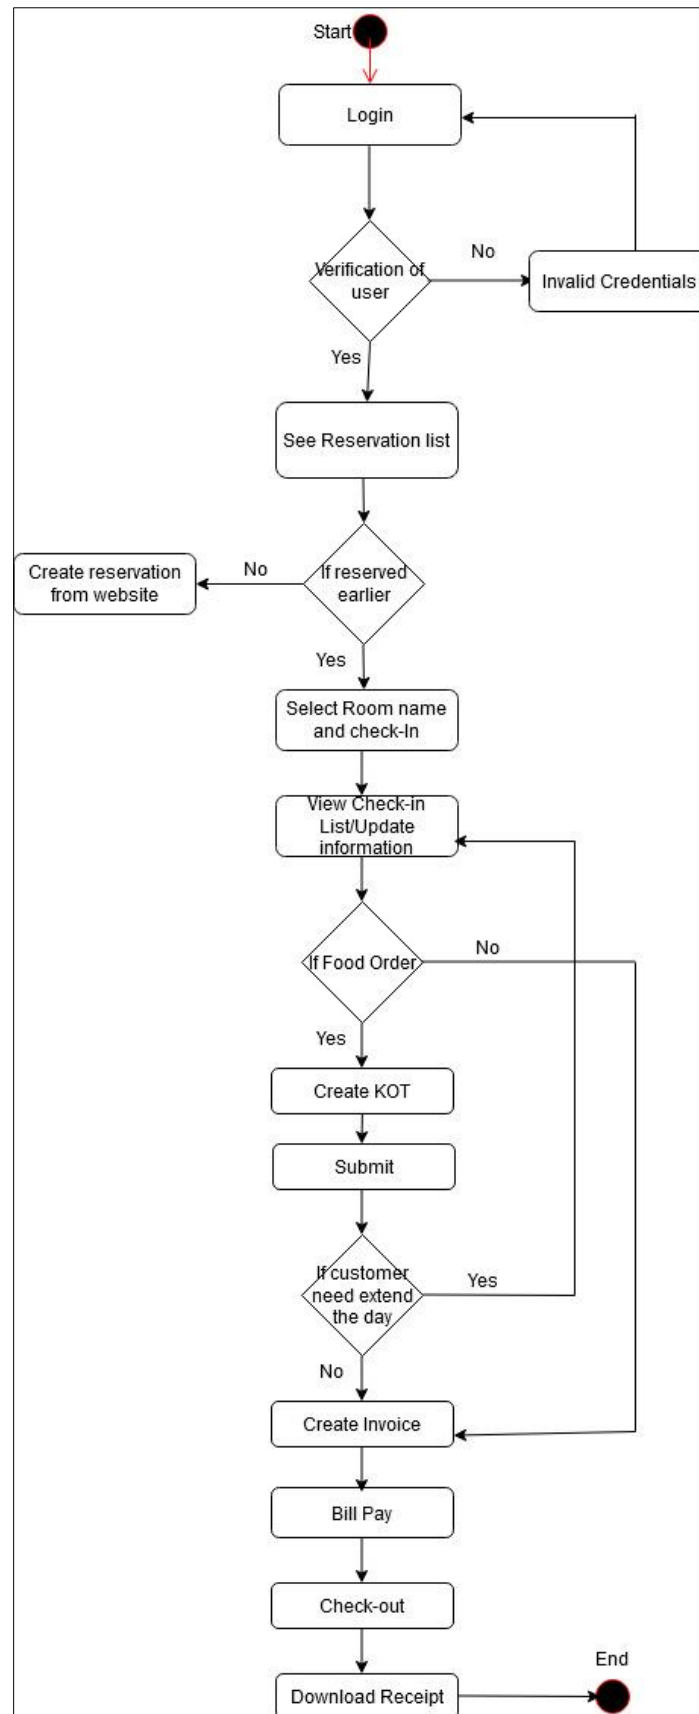 Start
Login
No
Verification of
user
Invalid Credentials
Yes
See Reservation list
Create reservation
from website
No
If reserved
earlier
Yes
Select Room name
and check-In
View Check-in
List/Update
information
If Food Order
No
Yes
Create KOT
Submit
If customer
need extend
the day
Yes
No
Create Invoice
Bill Pay
Check-out
End
Download Receipt